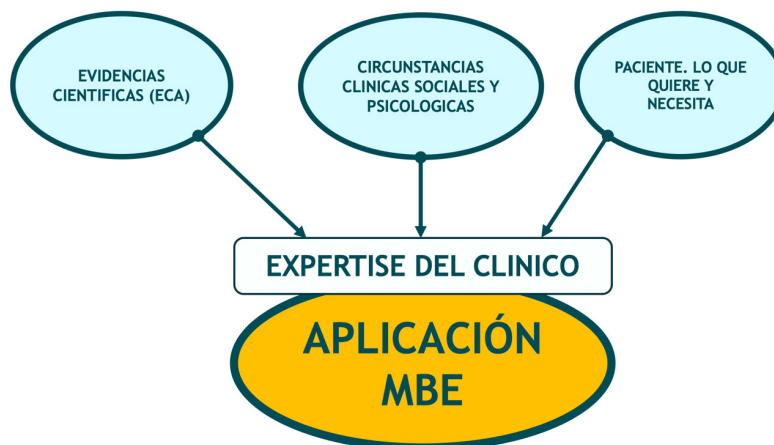 EVIDENCIAS
CIENTIFICAS (ECA)
CIRCUNSTANCIAS
CLINICAS SOCIALES Y
PSICOLOGICAS
PACIENTE. LO QUE
QUIERE Y
NECESITA
EXPERTISE DEL CLINICO
APLICACIÓN
MBE